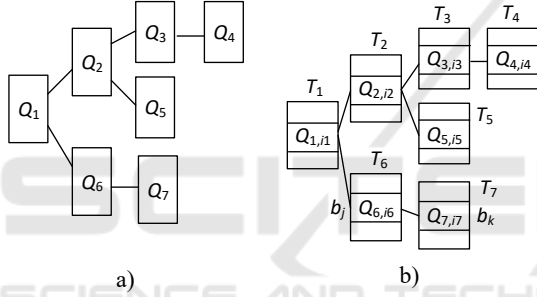 Q1
Q2
Q3
Q4
Q5
Q6
Q7
a)
T1
Q1,i1
T2
Q2,i2
T3
Q3,i3
T4
Q4,i4
T5
Q5,i5
T6
bj
Q6,i6
T7
Q7,i7
bk
b)